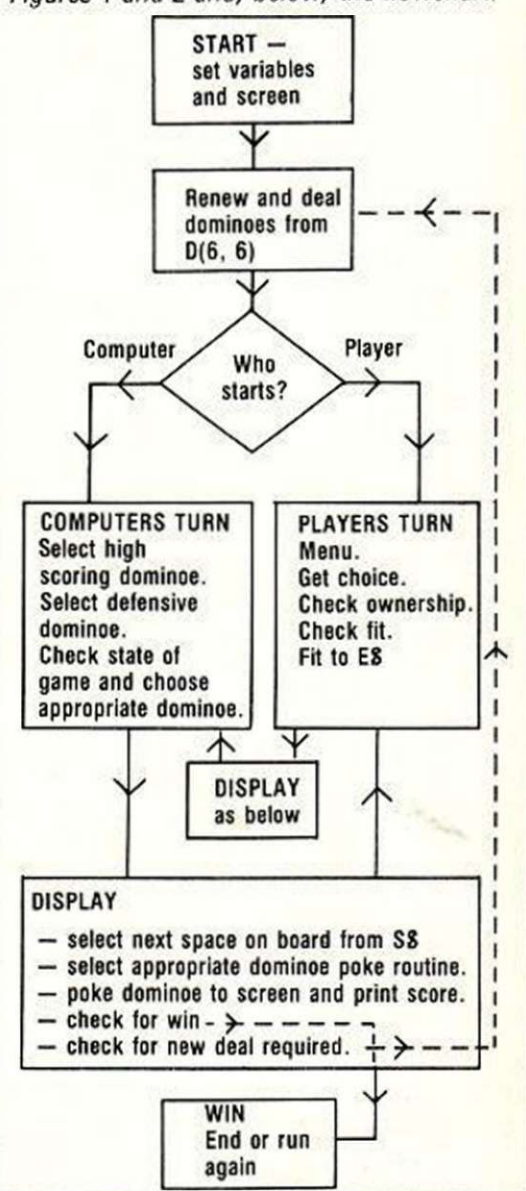 Figures 1 and 2 and, below, the
START —
set variables
and screen
Renew and deal
dominoes from
D(6, 6)
Computer
Who
starts?
Player
COMPUTERS TURN
Select high
scoring dominoe.
Select defensive
dominoe.
Check state of
game and choose
appropriate dominoe.
PLAYERS TURN
Menu.
Get choice.
Check ownership.
Check fit.
Fit to E$
DISPLAY
as below
DISPLAY
— select next space on board from S$
— select appropriate dominoe poke routine.
— poke dominoe to screen and print score.
— check for win
— check for new deal required.
WIN
End or run
again